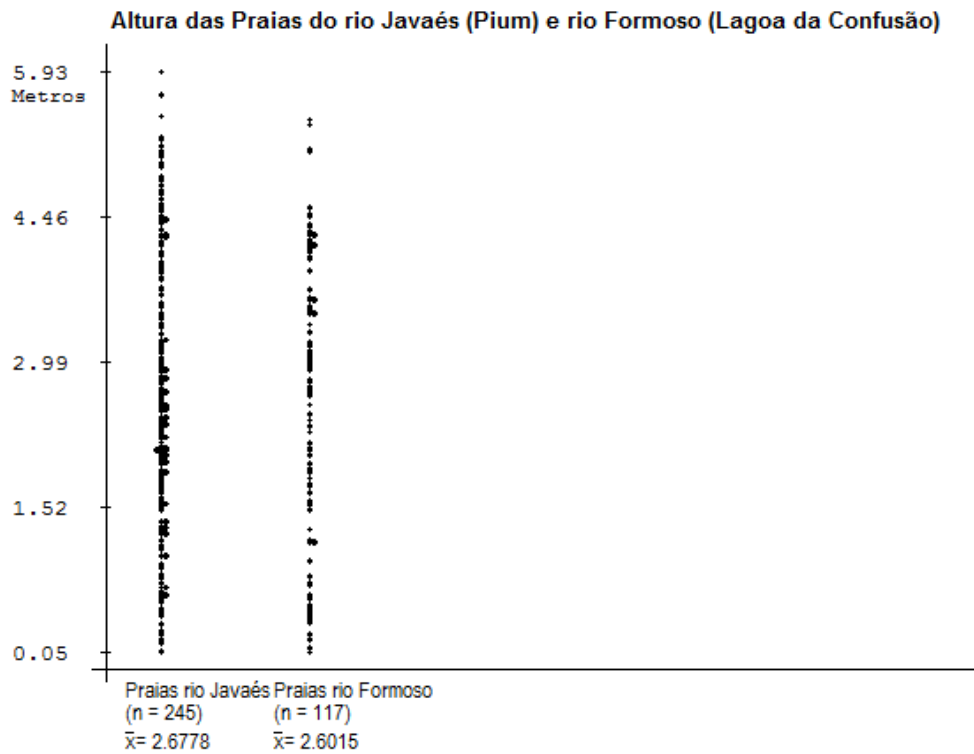 Altura das Praias do rio Javaés (Pium) e rio Formoso (Lagoa da Confusão)
5.93
Metros
4.46
2.99
1.52
0.05
Praias rio Javaés Praias rio Formoso
(n = 245) (n = 117)
x̅= 2.6778 x̅= 2.6015